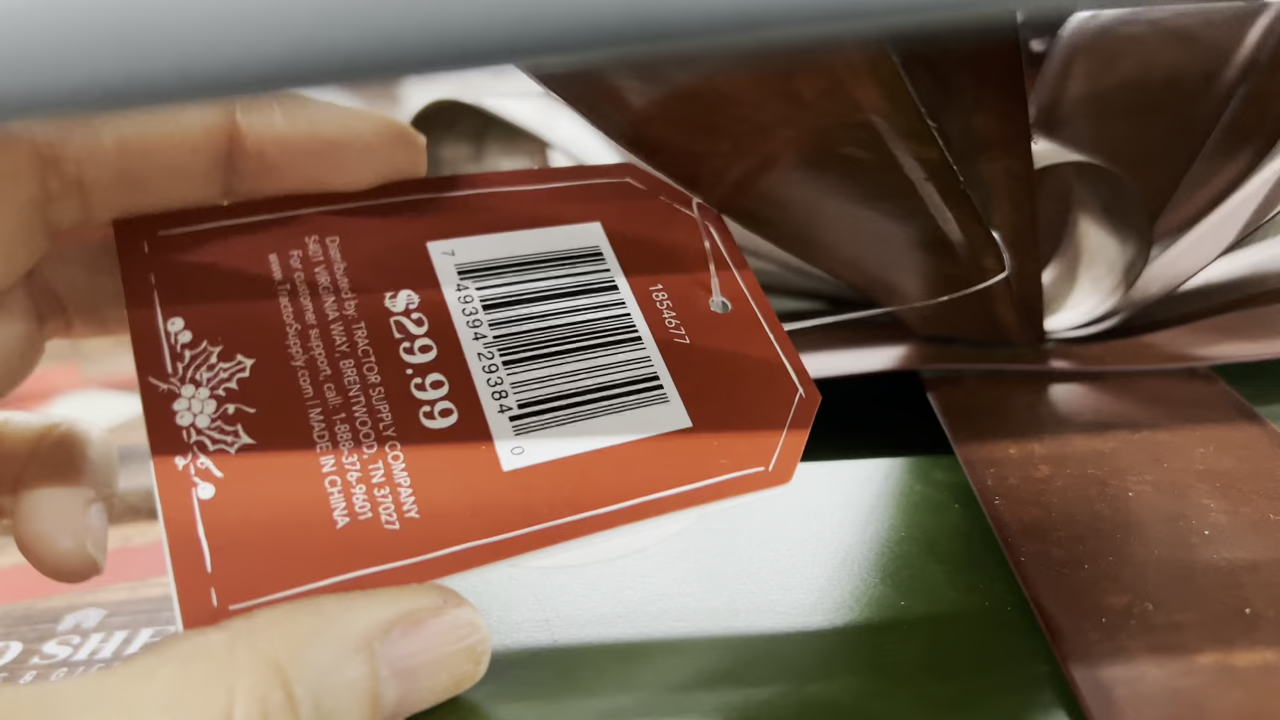 1854677
7 49394 29384 0
$29.99
Distributed by: TRACTOR SUPPLY COMPANY
5401 VIRGINIA WAY, BRENTWOOD, TN 37027
For customer support, call: 1-888-376-9601
www.TractorSupply.com | MADE IN CHINA